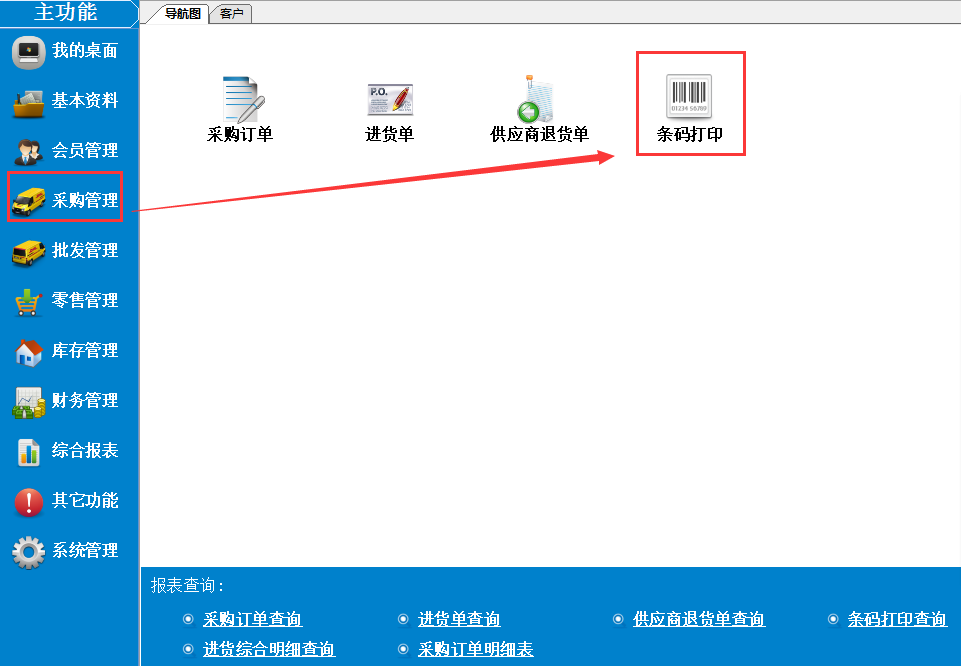 主功能
导航图 客户
我的桌面
基本资料
会员管理
采购管理
批发管理
零售管理
库存管理
财务管理
综合报表
其它功能
系统管理
P.O.
01234 56789
采购订单 进货单 供应商退货单 条码打印
报表查询:
采购订单查询 进货单查询 供应商退货单查询 条码打印查询
进货综合明细查询 采购订单明细表